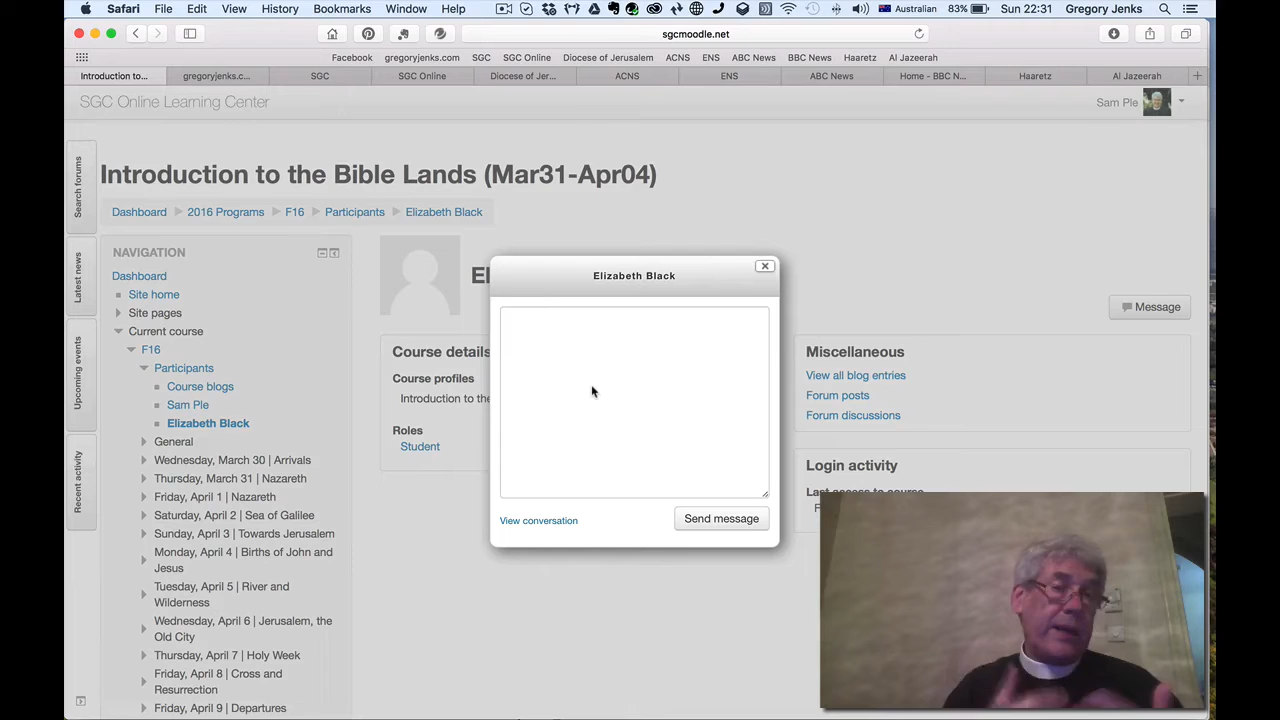 Safari File Edit View History Bookmarks Window Help Australian 83% Sun 22:31 Gregory Jenks
sgcmoodle.net
Facebook gregoryjenks.com SGC SGC Online Diocese of Jerusalem ACNS ENS ABC News BBC News Haaretz Al Jazeerah
Introduction to... gregoryjenks.c... SGC SGC Online Diocese of Jer... ACNS ENS ABC News Home - BBC N... Haaretz Al Jazeerah
SGC Online Learning Center Sam Ple
Introduction to the Bible Lands (Mar31-Apr04)
Dashboard 2016 Programs F16 Participants Elizabeth Black
Search forums
Latest news
Upcoming events
Recent activity
NAVIGATION
Dashboard
Site home
Site pages
Current course
F16
Participants
Course blogs
Sam Ple
Elizabeth Black
General
Wednesday, March 30 | Arrivals
Thursday, March 31 | Nazareth
Friday, April 1 | Nazareth
Saturday, April 2 | Sea of Galilee
Sunday, April 3 | Towards Jerusalem
Monday, April 4 | Births of John and
Jesus
Tuesday, April 5 | River and
Wilderness
Wednesday, April 6 | Jerusalem, the
Old City
Thursday, April 7 | Holy Week
Friday, April 8 | Cross and
Resurrection
Friday, April 9 | Departures
El
Message
Course details
Course profiles
Introduction to the
Roles
Student
Elizabeth Black
View conversation Send message
Miscellaneous
View all blog entries
Forum posts
Forum discussions
Login activity
Last access to course
F